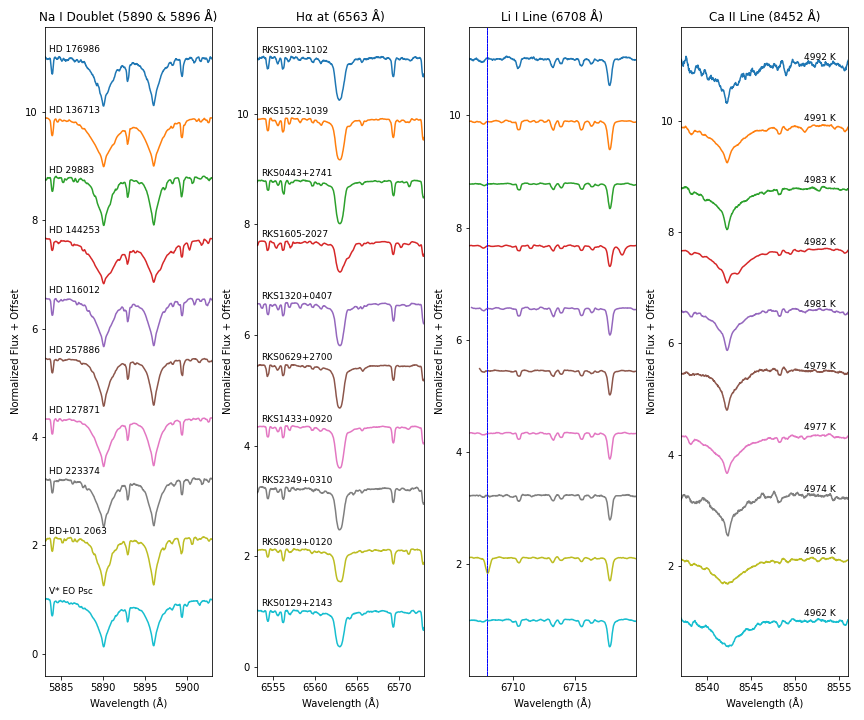 Na I Doublet (5890 & 5896 Å)
Hα at (6563 Å)
Li I Line (6708 Å)
Ca II Line (8452 Å)
HD 176986
RKS1903-1102
4992 K
HD 136713
RKS1522-1039
4991 K
HD 29883
RKS0443+2741
4983 K
HD 144253
RKS1605-2027
4982 K
HD 116012
RKS1320+0407
4981 K
HD 257886
RKS0629+2700
4979 K
HD 127871
RKS1433+0920
4977 K
HD 223374
RKS2349+0310
4974 K
BD+01 2063
RKS0819+0120
4965 K
V* EO Psc
RKS0129+2143
4962 K
Normalized Flux + Offset
10
8
6
4
2
0
5885 5890 5895 5900
Wavelength (Å)
Normalized Flux + Offset
10
8
6
4
2
0
6555 6560 6565 6570
Wavelength (Å)
Normalized Flux + Offset
10
8
6
4
2
6710 6715
Wavelength (Å)
Normalized Flux + Offset
10
8
6
4
2
8540 8545 8550 8555
Wavelength (Å)